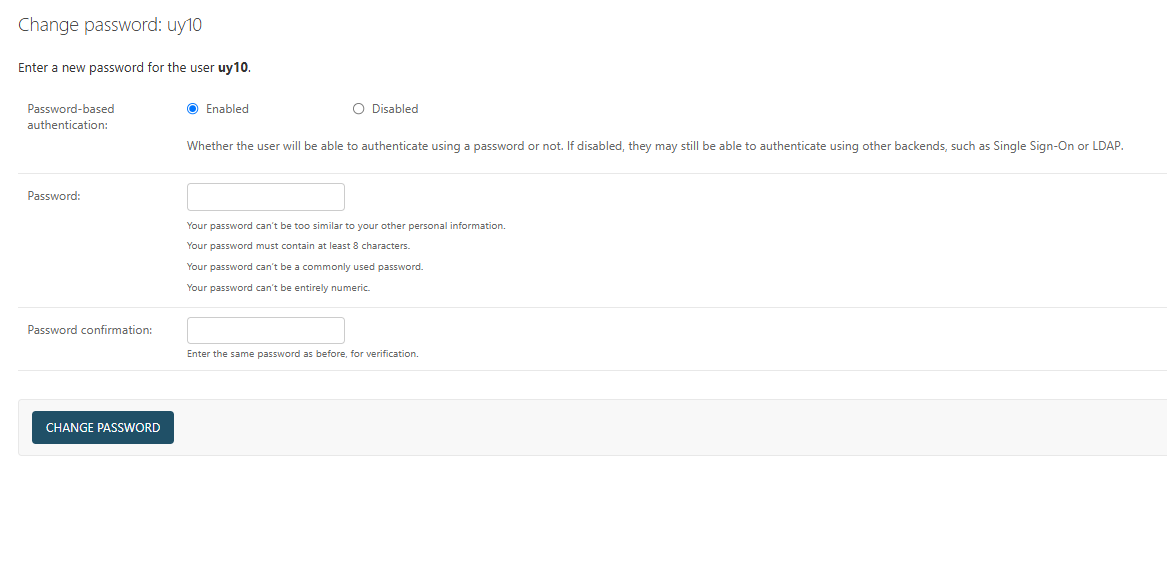 Change password: uy10
Enter a new password for the user uy10.
Password-based
authentication:
Enabled
Disabled
Whether the user will be able to authenticate using a password or not. If disabled, they may still be able to authenticate using other backends, such as Single Sign-On or LDAP.
Password:
Your password can't be too similar to your other personal information.
Your password must contain at least 8 characters.
Your password can't be a commonly used password.
Your password can't be entirely numeric.
Password confirmation:
Enter the same password as before, for verification.
CHANGE PASSWORD